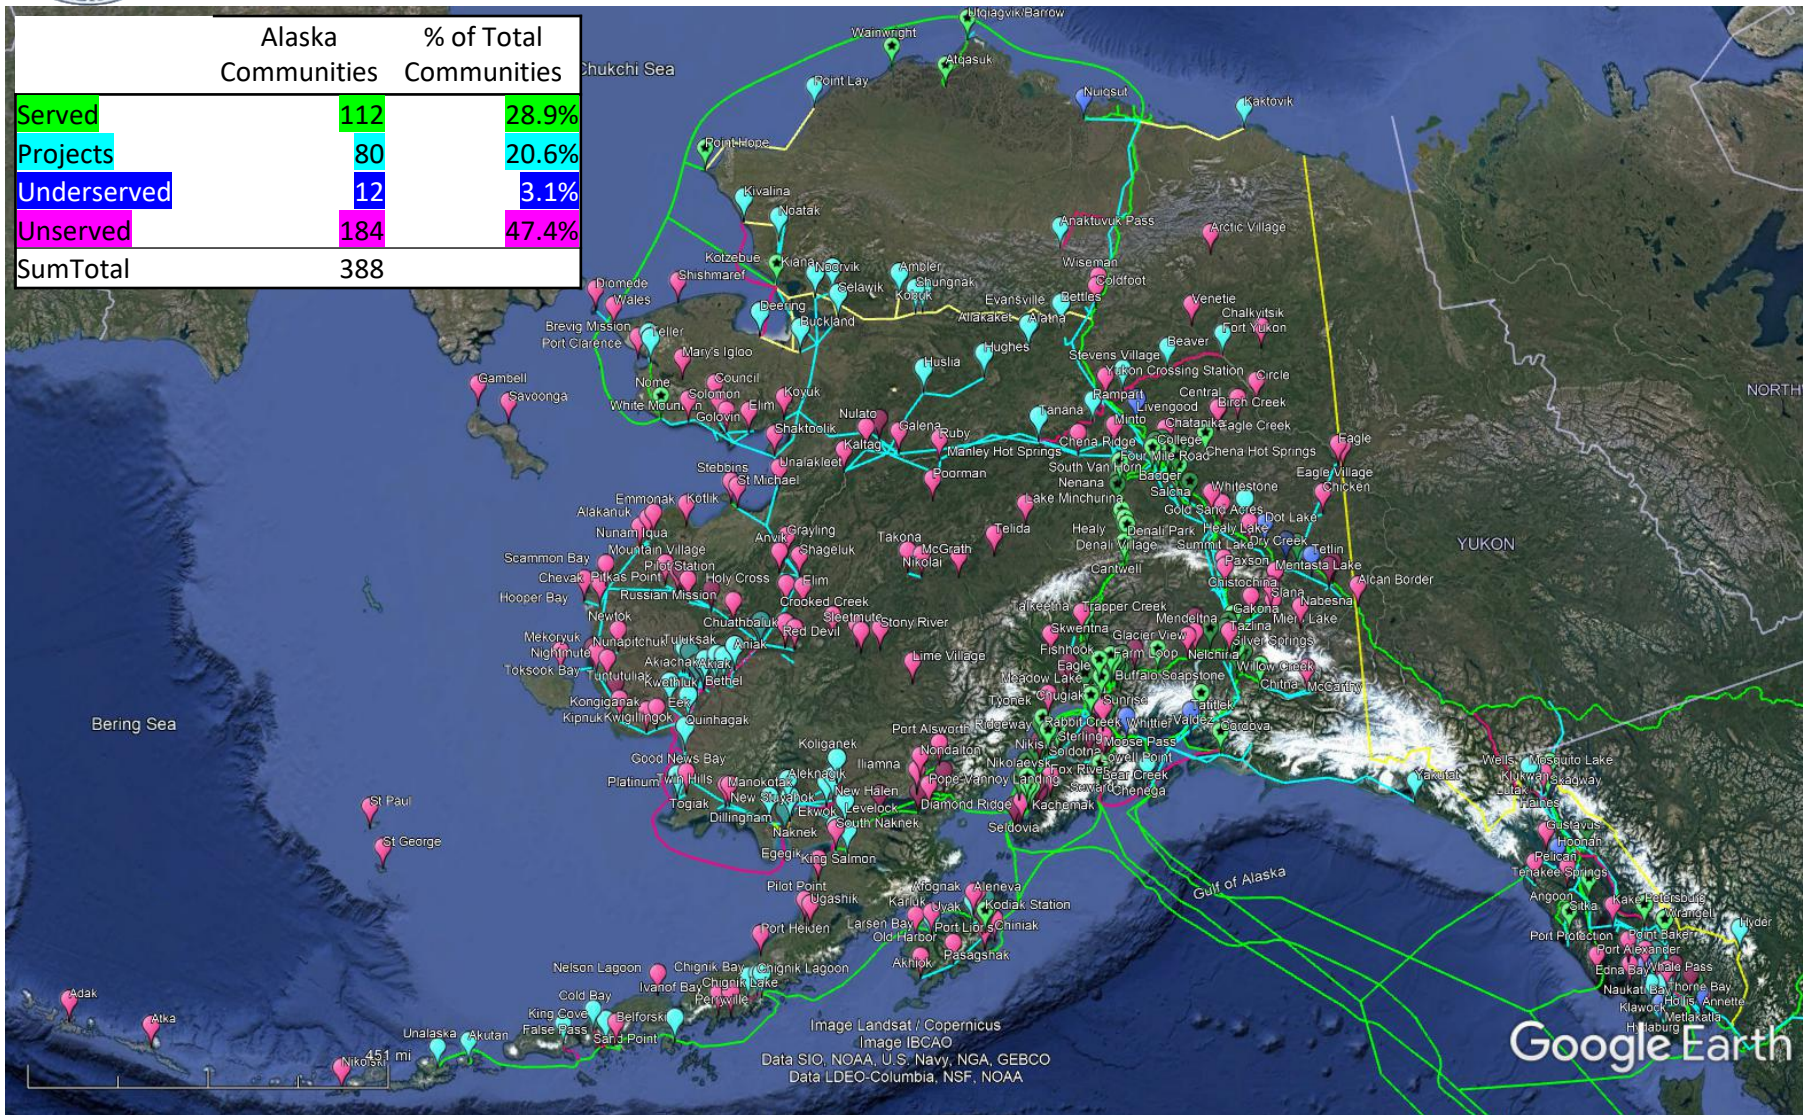 Alaska Communities % of Total Communities
Served 112 28.9%
Projects 80 20.6%
Underserved 12 3.1%
Unserved 184 47.4%
SumTotal 388
Chukchi Sea
Utqiagvik/Barrow
Wainwright
Atqasuk
Point Lay
Nuiqsut
Kaktovik
Point Hope
Kivalina
Noatak
Anaktuvuk Pass
Arctic Village
Kotzebue
Kiana
Noorvik
Ambler
Shungnak
Kobuk
Selawik
Wiseman
Coldfoot
Diomede
Shishmaref
Wales
Deering
Buckland
Evansville
Bettles
Venetie
Chalkyitsik
Fort Yukon
Allakaket
Alatna
Brevig Mission
Port Clarence
Teller
Mary's Igloo
Huslia
Hughes
Stevens Village
Beaver
Gambell
Savoonga
Nome
Council
Solomon
Koyuk
White Mountain
Golovin
Elim
Yukon Crossing Station
Circle
Central
Birch Creek
Rampart
Livengood
Tanana
Minto
Chatanika
Eagle Creek
Shaktoolik
Nulato
Galena
Ruby
Kaltag
Manley Hot Springs
Chena Ridge
College
Four Mile Road
Chena Hot Springs
Eagle
Eagle Village
Chicken
South Van Horn
Nenana
Badger
Salcha
Whitestone
Unalakleet
Stebbins
St Michael
Poorman
Lake Minchumina
Emmonak
Kotlik
Alakanuk
Nunam Iqua
Grayling
Anvik
Shageluk
Takona
McGrath
Nikolai
Telida
Gold Sand Acres
Dot Lake
Healy
Denali Park
Denali Village
Healy Lake
Dry Creek
Tetlin
Summit Lake
Paxson
Mentasta Lake
Alcan Border
Cantwell
Chistochina
Slana
Nabesna
YUKON
NORTH
Scammon Bay
Mountain Village
Pilot Station
Chevak
Pitkas Point
Hooper Bay
Russian Mission
Holy Cross
Elim
Crooked Creek
Newtok
Chuathbaluk
Red Devil
Sleetmute
Stony River
Mekoryuk
Nunapitchuk
Tuluksak
Aniak
Nightmute
Toksook Bay
Akiachak
Akiak
Tuntutuliak
Kwethluk
Bethel
Lime Village
Talkeetna
Trapper Creek
Skwentna
Gakona
Mendeltna
Tazlina
Glacier View
Silver Springs
Nelchina
Fishhook
Farm Loop
Eagle
Willow Creek
Meadow Lake
Buffalo Soapstone
Chitna
McCarthy
Kongiganak
Kipnuk
Kwigillingok
Eek
Quinhagak
Tyonek
Chugiak
Sunrise
Tatitlek
Port Alsworth
Ridgeway
Rabbit Creek
Whittier
Valdez
Cordova
Bering Sea
Good News Bay
Platinum
Twin Hills
Togiak
Manokotak
Aleknagik
Koliganek
Iliamna
Nondalton
Nikiski
Sterling
Soldotna
Moose Pass
Lowell Point
Nikolaevsk
Fox River
Bear Creek
Seward
Chenega
Pope-Vannoy Landing
New Stuyahok
New Halen
Dillingham
Ekwok
Levelock
Diamond Ridge
Kachemak
Naknek
South Naknek
Seldovia
Egegik
King Salmon
Yakutat
St Paul
St George
Pilot Point
Ugashik
Afognak
Aleneva
Karluk
Uyak
Kodiak Station
Larsen Bay
Port Lions
Chiniak
Old Harbor
Pasagshak
Akhiok
Port Heiden
Gulf of Alaska
Wells
Mosquito Lake
Klukwan
Skagway
Lutak
Haines
Gustavus
Hoonah
Pelican
Tenakee Springs
Angoon
Sitka
Kake
Petersburg
Wrangel
Hyder
Port Protection
Point Baker
Port Alexander
Edna Bay
Whale Pass
Naukati Bay
Thorne Bay
Klawock
Hollis
Annette
Metlakatla
Hydaburg
Nelson Lagoon
Chignik Bay
Chignik Lagoon
Ivanof Bay
Chignik Lake
Perryville
Cold Bay
King Cove
Belforski
False Pass
Sand Point
Adak
Atka
Unalaska
Akutan
Nikolski
451 mi
Image Landsat / Copernicus
Image IBCAO
Data SIO, NOAA, U.S. Navy, NGA, GEBCO
Data LDEO-Columbia, NSF, NOAA
Google Earth